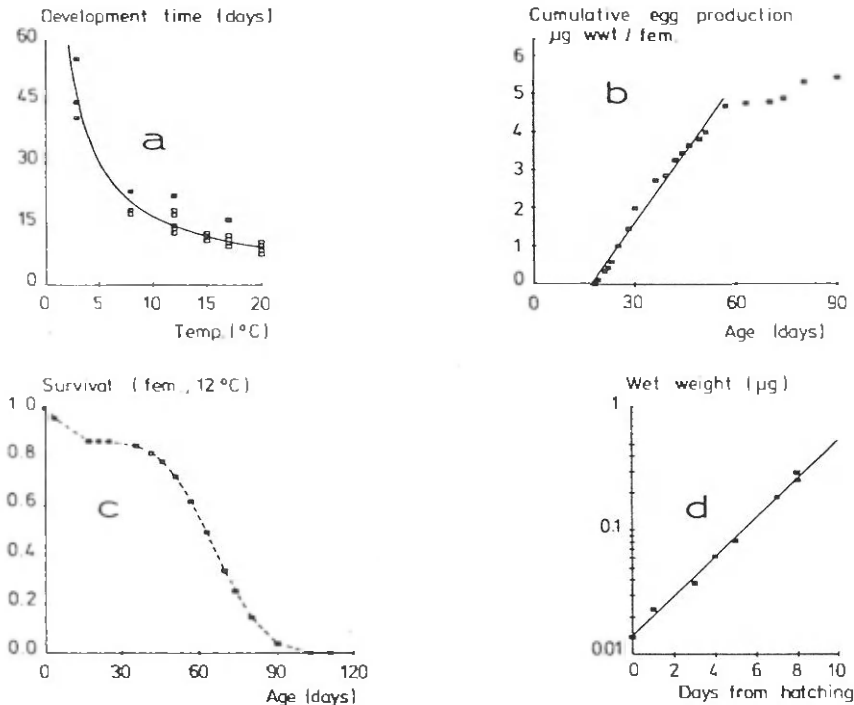 Development time (days)
60
45
30
15
0
a
0 5 10 15 20
Temp. (°C)
Cumulative egg production
µg wwt / fem.
6
5
4
3
2
1
0
b
0 30 60 90
Age (days)
Survival (fem., 12°C)
1.0
0.8
0.6
0.4
0.2
0.0
c
0 30 60 90 120
Age (days)
Wet weight (µg)
1
0.1
0.01
d
0 2 4 6 8 10
Days from hatching